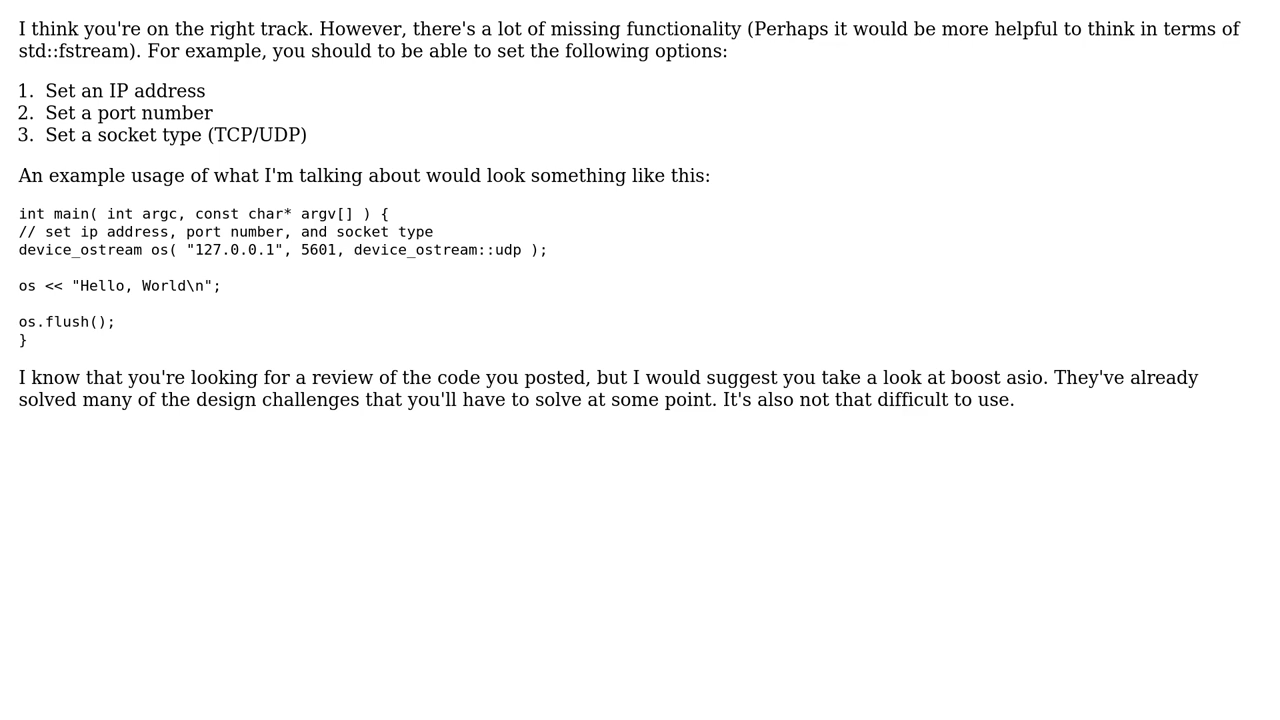 I think you're on the right track. However, there's a lot of missing functionality (Perhaps it would be more helpful to think in terms of
std::fstream). For example, you should to be able to set the following options:
1. Set an IP address
2. Set a port number
3. Set a socket type (TCP/UDP)
An example usage of what I'm talking about would look something like this:
int main( int argc, const char* argv[] ) {
// set ip address, port number, and socket type
device_ostream os( "127.0.0.1", 5601, device_ostream::udp );
os << "Hello, World\n";
os.flush();
}
I know that you're looking for a review of the code you posted, but I would suggest you take a look at boost asio. They've already
solved many of the design challenges that you'll have to solve at some point. It's also not that difficult to use.